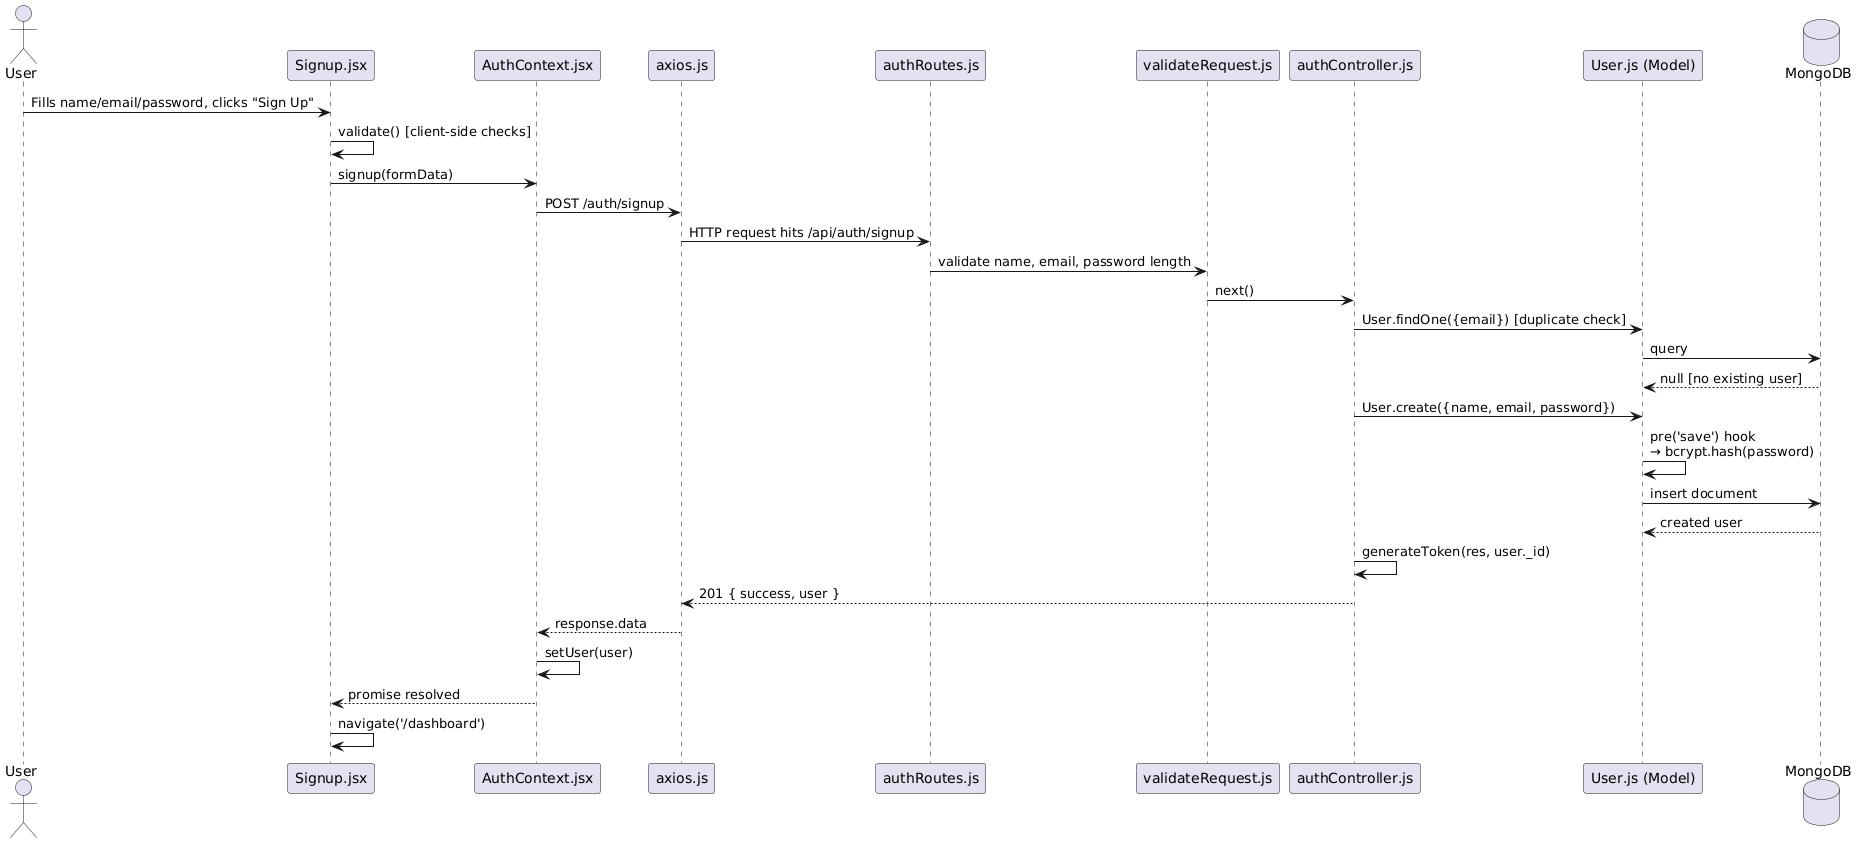 User
Signup.jsx
AuthContext.jsx
axios.js
authRoutes.js
validateRequest.js
authController.js
User.js (Model)
MongoDB
Fills name/email/password, clicks "Sign Up"
validate() [client-side checks]
signup(formData)
POST /auth/signup
HTTP request hits /api/auth/signup
validate name, email, password length
next()
User.findOne({email}) [duplicate check]
query
null [no existing user]
User.create({name, email, password})
pre('save') hook
→ bcrypt.hash(password)
insert document
created user
generateToken(res, user._id)
201 { success, user }
response.data
setUser(user)
promise resolved
navigate('/dashboard')
User
Signup.jsx
AuthContext.jsx
axios.js
authRoutes.js
validateRequest.js
authController.js
User.js (Model)
MongoDB